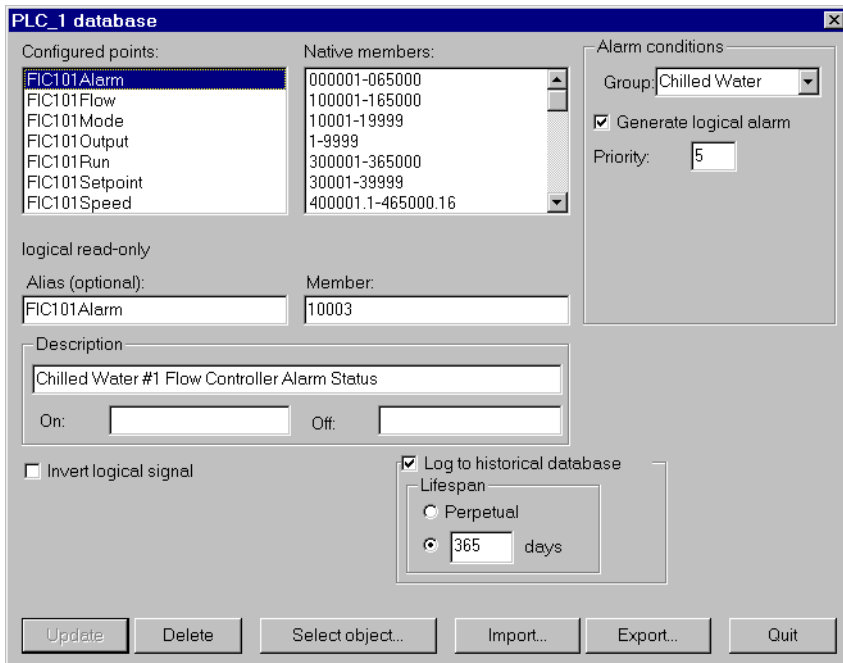 PLC_1 database
Configured points:
FIC101Alarm
FIC101Flow
FIC101Mode
FIC101Output
FIC101Run
FIC101Setpoint
FIC101Speed
Native members:
000001-065000
100001-165000
10001-19999
1-9999
300001-365000
30001-39999
400001.1-465000.16
Alarm conditions
Group: Chilled Water
Generate logical alarm
Priority: 5
logical read-only
Alias (optional):
FIC101Alarm
Member:
10003
Description
Chilled Water #1 Flow Controller Alarm Status
On: Off:
Invert logical signal
Log to historical database
Lifespan
Perpetual
365 days
Update Delete Select object... Import... Export... Quit